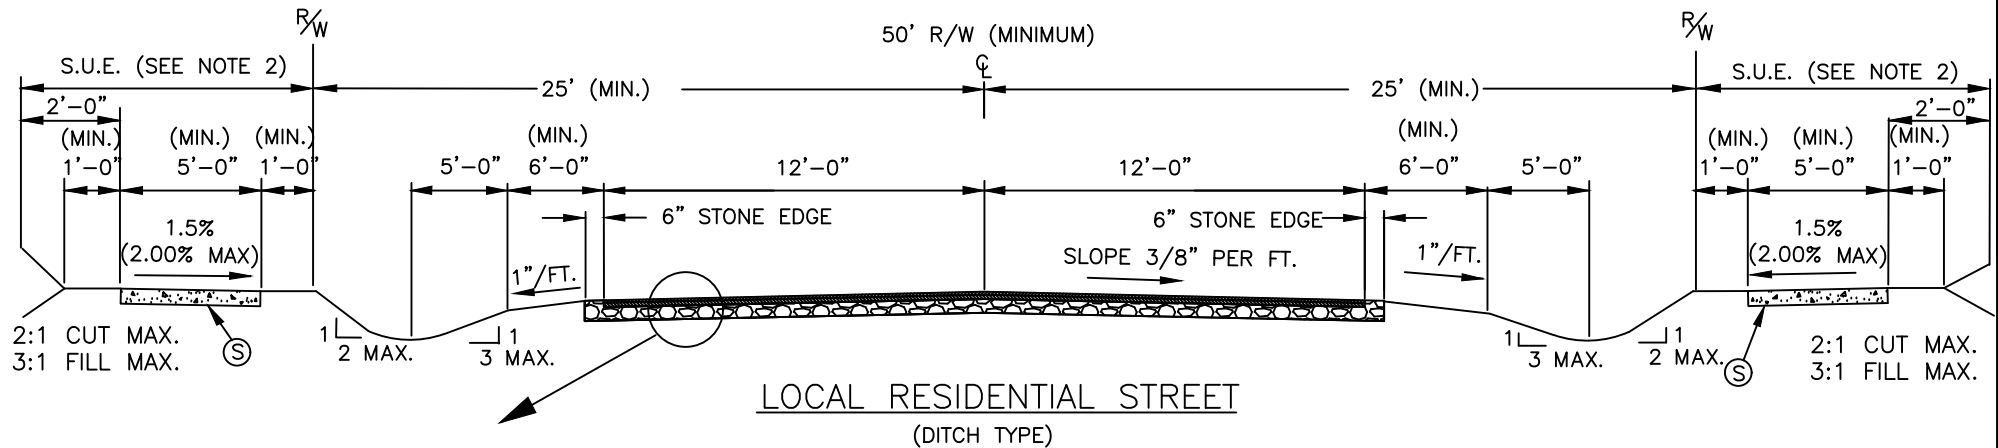 R/W
50' R/W (MINIMUM)
R/W
S.U.E. (SEE NOTE 2)
℄
S.U.E. (SEE NOTE 2)
25' (MIN.)
25' (MIN.)
2'-0"
2'-0"
(MIN.)
(MIN.)
(MIN.)
(MIN.)
(MIN.)
(MIN.)
(MIN.)
(MIN.)
1'-0"
5'-0"
1'-0"
5'-0"
6'-0"
12'-0"
12'-0"
6'-0"
5'-0"
1'-0"
5'-0"
1'-0"
6" STONE EDGE
6" STONE EDGE
1.5%
(2.00% MAX)
1"/FT.
SLOPE 3/8" PER FT.
1"/FT.
1.5%
(2.00% MAX)
2:1 CUT MAX.
3:1 FILL MAX.
S
1
2 MAX.
1
3 MAX.
1
3 MAX.
1
2 MAX.
S
2:1 CUT MAX.
3:1 FILL MAX.
LOCAL RESIDENTIAL STREET
(DITCH TYPE)